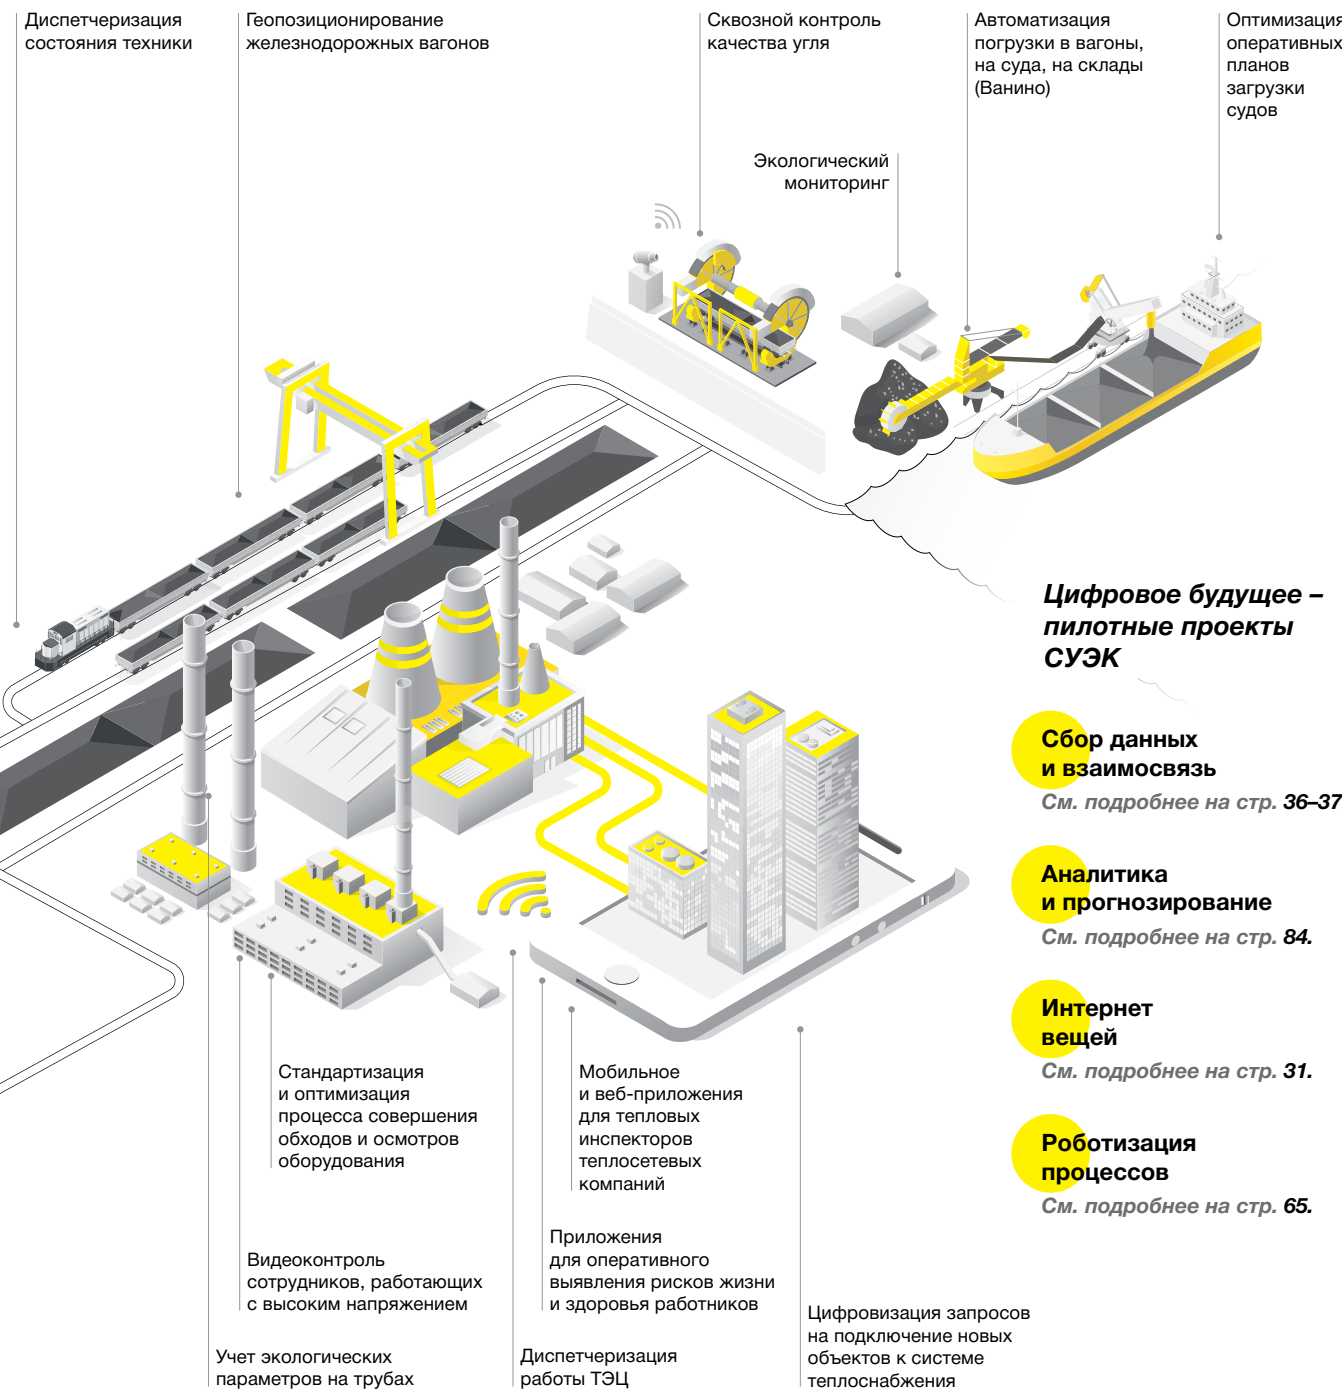 Диспетчеризация
состояния техники
Геопозиционирование
железнодорожных вагонов
Сквозной контроль
качества угля
Автоматизация
погрузки в вагоны,
на суда, на склады
(Ванино)
Оптимизация
оперативных
планов
загрузки
судов
Экологический
мониторинг
Цифровое будущее –
пилотные проекты
СУЭК
Сбор данных
и взаимосвязь
См. подробнее на стр. 36–37
Аналитика
и прогнозирование
См. подробнее на стр. 84.
Интернет
вещей
См. подробнее на стр. 31.
Роботизация
процессов
См. подробнее на стр. 65.
Стандартизация
и оптимизация
процесса совершения
обходов и осмотров
оборудования
Мобильное
и веб-приложения
для тепловых
инспекторов
теплосетевых
компаний
Видеоконтроль
сотрудников, работающих
с высоким напряжением
Приложения
для оперативного
выявления рисков жизни
и здоровья работников
Цифровизация запросов
на подключение новых
объектов к системе
теплоснабжения
Учет экологических
параметров на трубах
Диспетчеризация
работы ТЭЦ